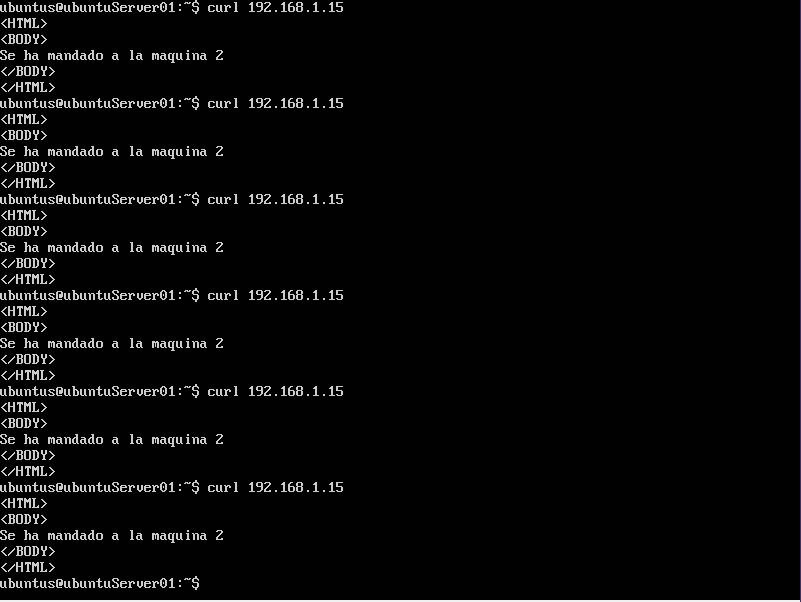 ubuntus@ubuntuServer01:~$ curl 192.168.1.15
<HTML>
<BODY>
Se ha mandado a la maquina 2
</BODY>
</HTML>
ubuntus@ubuntuServer01:~$ curl 192.168.1.15
<HTML>
<BODY>
Se ha mandado a la maquina 2
</BODY>
</HTML>
ubuntus@ubuntuServer01:~$ curl 192.168.1.15
<HTML>
<BODY>
Se ha mandado a la maquina 2
</BODY>
</HTML>
ubuntus@ubuntuServer01:~$ curl 192.168.1.15
<HTML>
<BODY>
Se ha mandado a la maquina 2
</BODY>
</HTML>
ubuntus@ubuntuServer01:~$ curl 192.168.1.15
<HTML>
<BODY>
Se ha mandado a la maquina 2
</BODY>
</HTML>
ubuntus@ubuntuServer01:~$ curl 192.168.1.15
<HTML>
<BODY>
Se ha mandado a la maquina 2
</BODY>
</HTML>
ubuntus@ubuntuServer01:~$